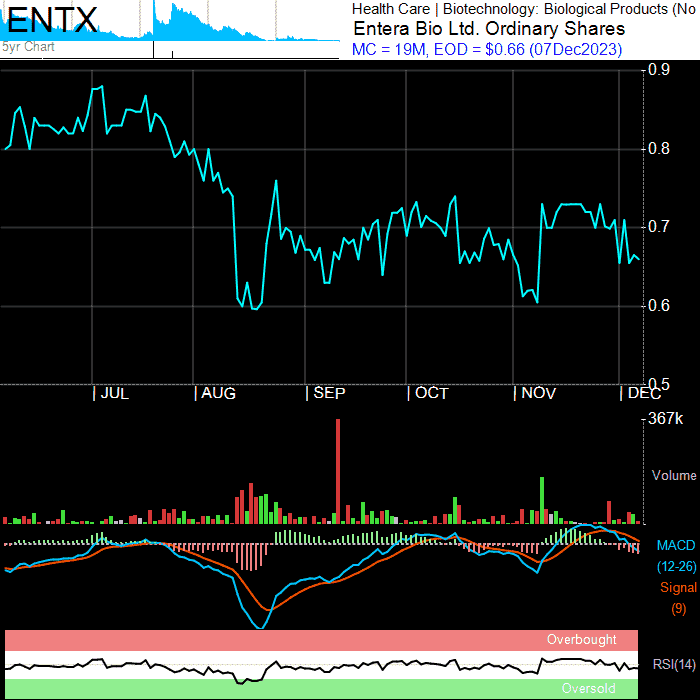 ENTX
5yr Chart
Health Care | Biotechnology: Biological Products (No
Entera Bio Ltd. Ordinary Shares
MC = 19M, EOD = $0.66 (07Dec2023)
0.9
0.8
0.7
0.6
0.5
JUL
AUG
SEP
OCT
NOV
DEC
367k
Volume
MACD
(12-26)
Signal
(9)
Overbought
RSI(14)
Oversold